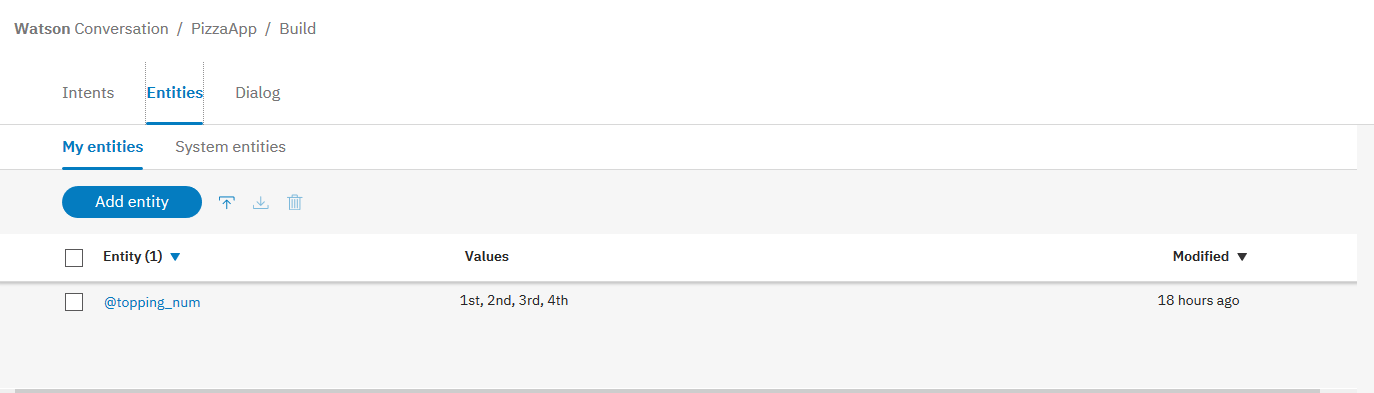 Watson Conversation / PizzaApp / Build
Intents Entities Dialog
My entities System entities
Add entity
Entity (1) Values Modified
@topping_num 1st, 2nd, 3rd, 4th 18 hours ago